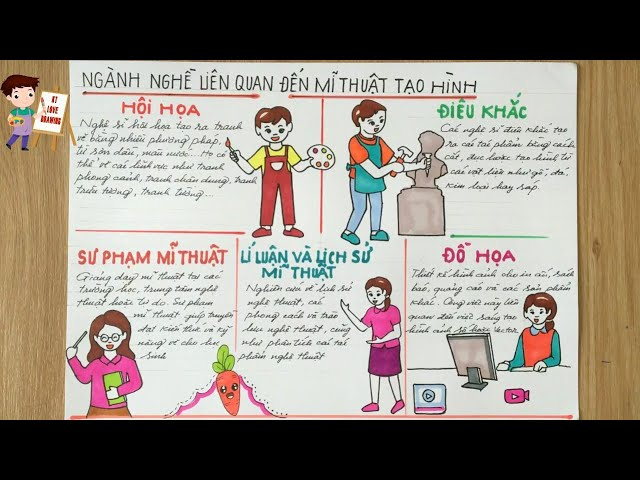 KT
LOVE
DRAWING
NGÀNH NGHỀ LIÊN QUAN ĐẾN MĨ THUẬT TẠO HÌNH
HỘI HỌA
Nghệ sĩ hội họa tạo ra tranh
vẽ bằng nhiều phương pháp,
từ sơn dầu, màu nước... Họ có
thể vẽ các lĩnh vực như tranh
phong cảnh, tranh chân dung, tranh
trừu tượng, tranh tường...
ĐIÊU KHẮC
Các nghệ sĩ điêu khắc tạo
ra các tác phẩm bằng cách
cắt, đục hoặc tạo hình từ
các vật liệu như gỗ, đá,
kim loại hay sáp.
SƯ PHẠM MĨ THUẬT
Giảng dạy mĩ thuật tại các
trường học, trung tâm nghệ
thuật hoặc tự do. Sư phạm
mĩ thuật giúp truyền
đạt kiến thức và kỹ
năng vẽ cho học
sinh
LÍ LUẬN VÀ LỊCH SỬ
MĨ THUẬT
Nghiên cứu về lịch sử
nghệ thuật, các
phong cách và trào
lưu nghệ thuật, cũng
như phân tích các tác
phẩm nghệ thuật
ĐỒ HỌA
Thiết kế hình ảnh cho in ấn, sách
báo, quảng cáo và các sản phẩm
khác. Công việc này liên
quan đến việc sáng tạo
hình ảnh số hoặc Vector.